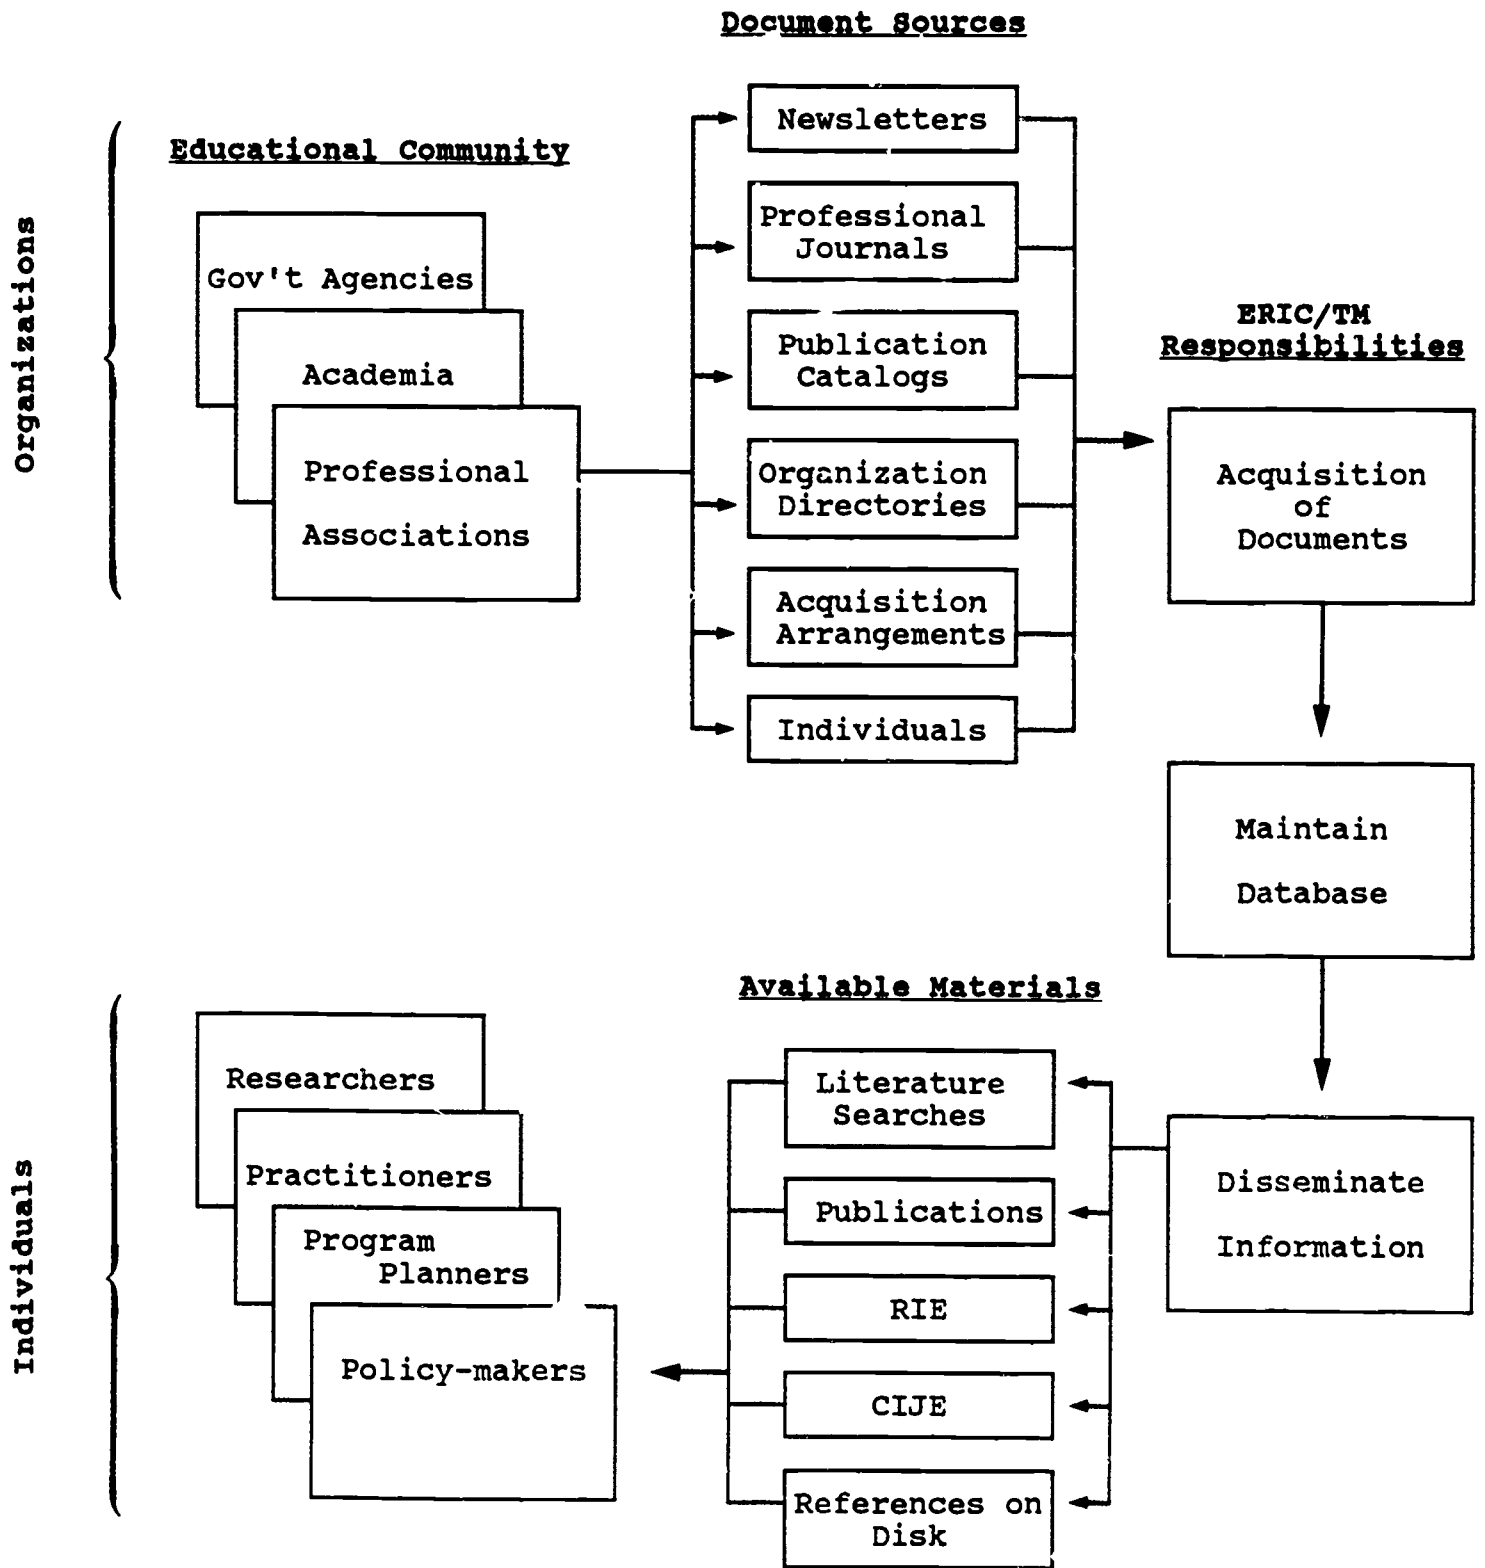 Document Sources
Organizations
Educational Community
Gov't Agencies
Academia
Professional
Associations
Newsletters
Professional
Journals
Publication
Catalogs
Organization
Directories
Acquisition
Arrangements
Individuals
ERIC/TM
Responsibilities
Acquisition
of
Documents
Maintain
Database
Disseminate
Information
Available Materials
Literature
Searches
Publications
RIE
CIJE
References on
Disk
Individuals
Researchers
Practitioners
Program
Planners
Policy-makers